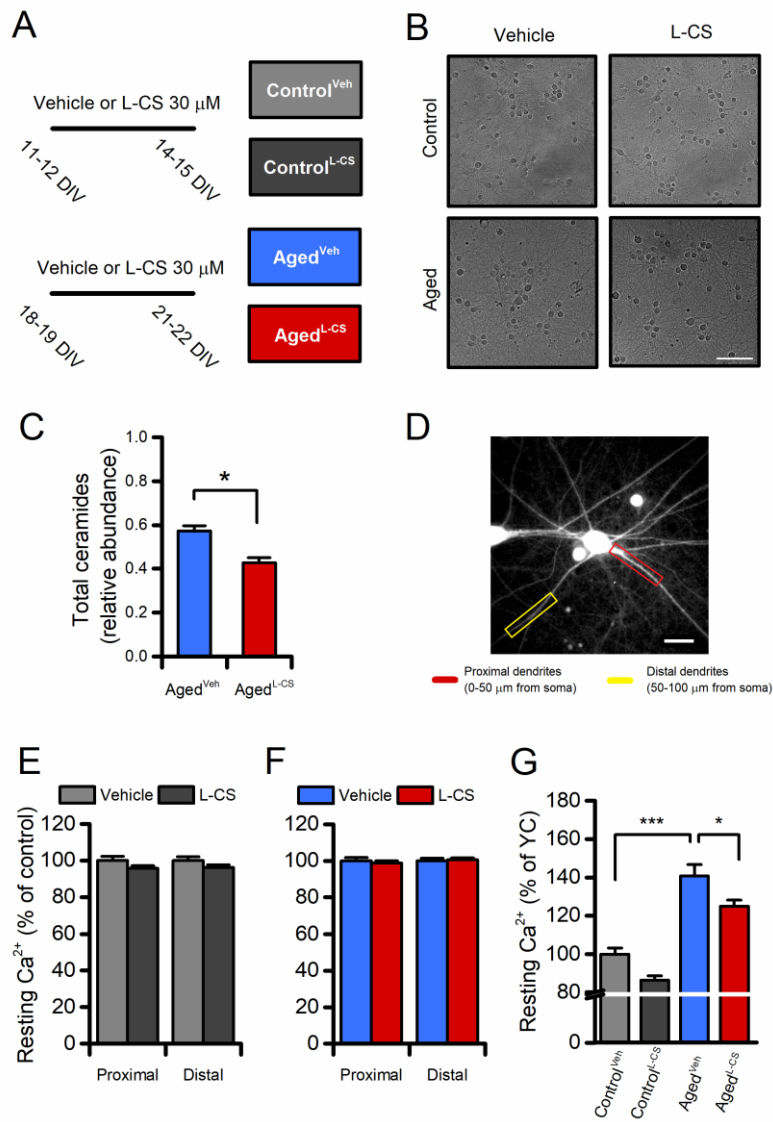 A
Vehicle or L-CS 30 μM
11-12 DIV
14-15 DIV
Control^Veh
Control^L-CS
Vehicle or L-CS 30 μM
18-19 DIV
21-22 DIV
Aged^Veh
Aged^L-CS
B
Vehicle
L-CS
Control
Aged
C
Total ceramides
(relative abundance)
1.0
0.8
0.6
0.4
0.2
0.0
*
Aged^Veh
Aged^L-CS
D
Proximal dendrites
(0-50 μm from soma)
Distal dendrites
(50-100 μm from soma)
E
Vehicle
L-CS
Resting Ca²⁺ (% of control)
120
100
80
60
40
20
0
Proximal
Distal
F
Vehicle
L-CS
120
100
80
60
40
20
0
Proximal
Distal
G
Resting Ca²⁺ (% of YC)
180
160
140
120
100
80
0
***
*
Control^Veh
Control^L-CS
Aged^Veh
Aged^L-CS